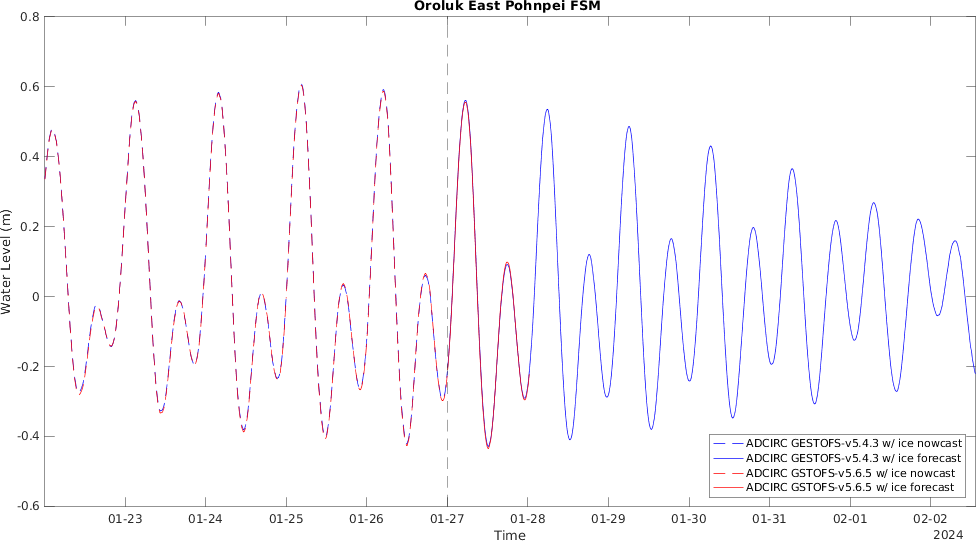 Oroluk East Pohnpei FSM
0.8
0.6
0.4
0.2
0
-0.2
-0.4
-0.6
Water Level (m)
ADCIRC GESTOFS-v5.4.3 w/ ice nowcast
ADCIRC GESTOFS-v5.4.3 w/ ice forecast
ADCIRC GSTOFS-v5.6.5 w/ ice nowcast
ADCIRC GSTOFS-v5.6.5 w/ ice forecast
01-23 01-24 01-25 01-26 01-27 01-28 01-29 01-30 01-31 02-01 02-02
Time
2024